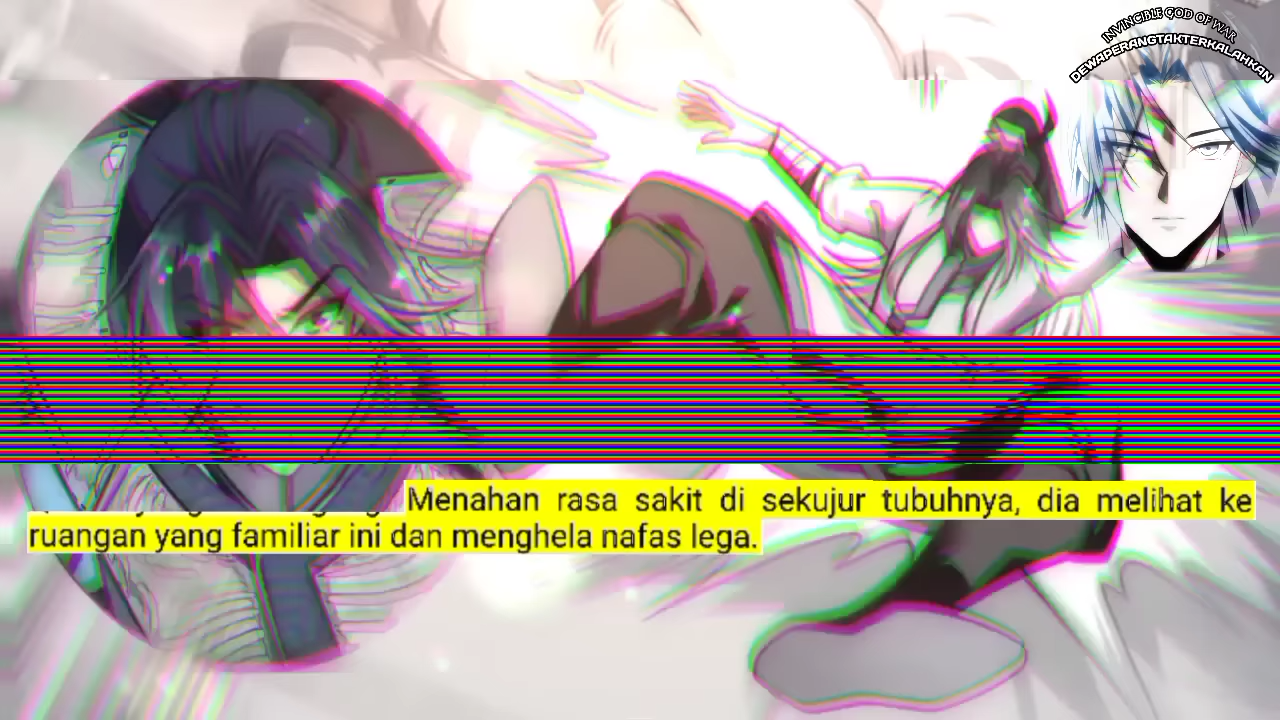 INVINCIBLE GOD OF WAR
DEWAPERANGTAKTERKALAHKAN
Menahan rasa sakit di sekujur tubuhnya, dia melihat ke
ruangan yang familiar ini dan menghela nafas lega.